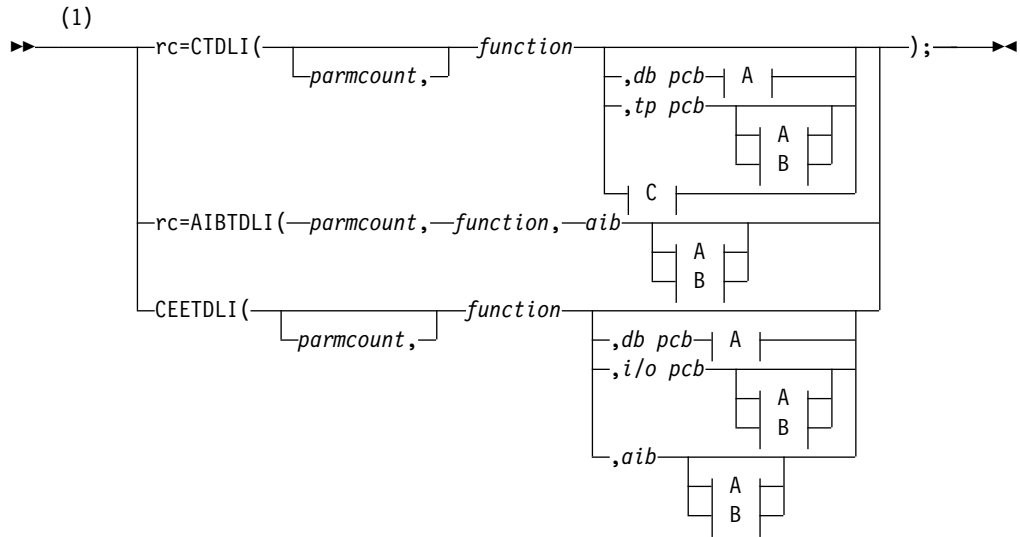 (1)
rc=CTDLI( function );
parmcount,
,db pcb A
,tp pcb
A
B
C
rc=AIBTDLI( parmcount, function, aib
A
B
CEETDLI( function
parmcount,
,db pcb A
,i/o pcb
A
B
,aib
A
B